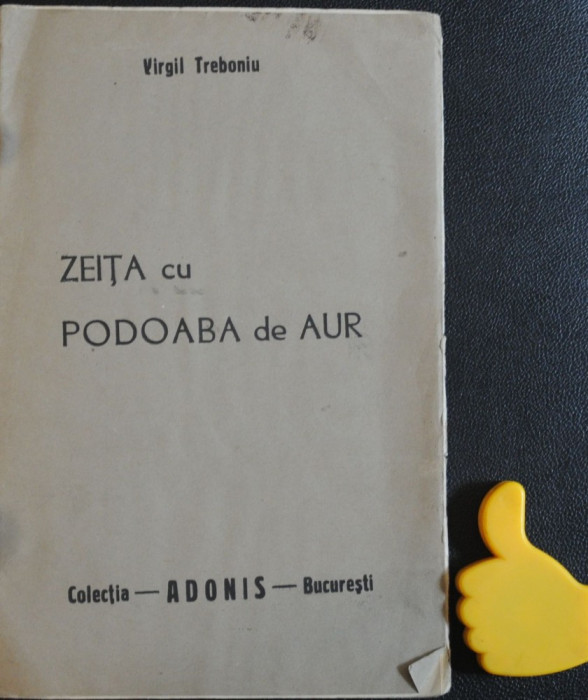 Virgil Treboniu
ZEIŢA cu
PODOABA de AUR
Colecţia — ADONIS — Bucureşti